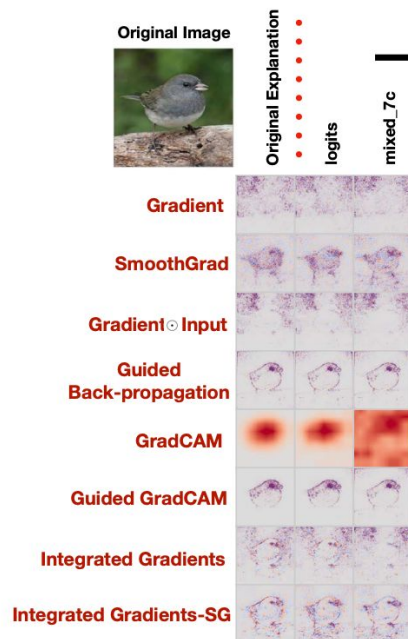 Original Image
Original Explanation
logits
mixed_7c
Gradient
SmoothGrad
Gradient⊙Input
Guided
Back-propagation
GradCAM
Guided GradCAM
Integrated Gradients
Integrated Gradients-SG